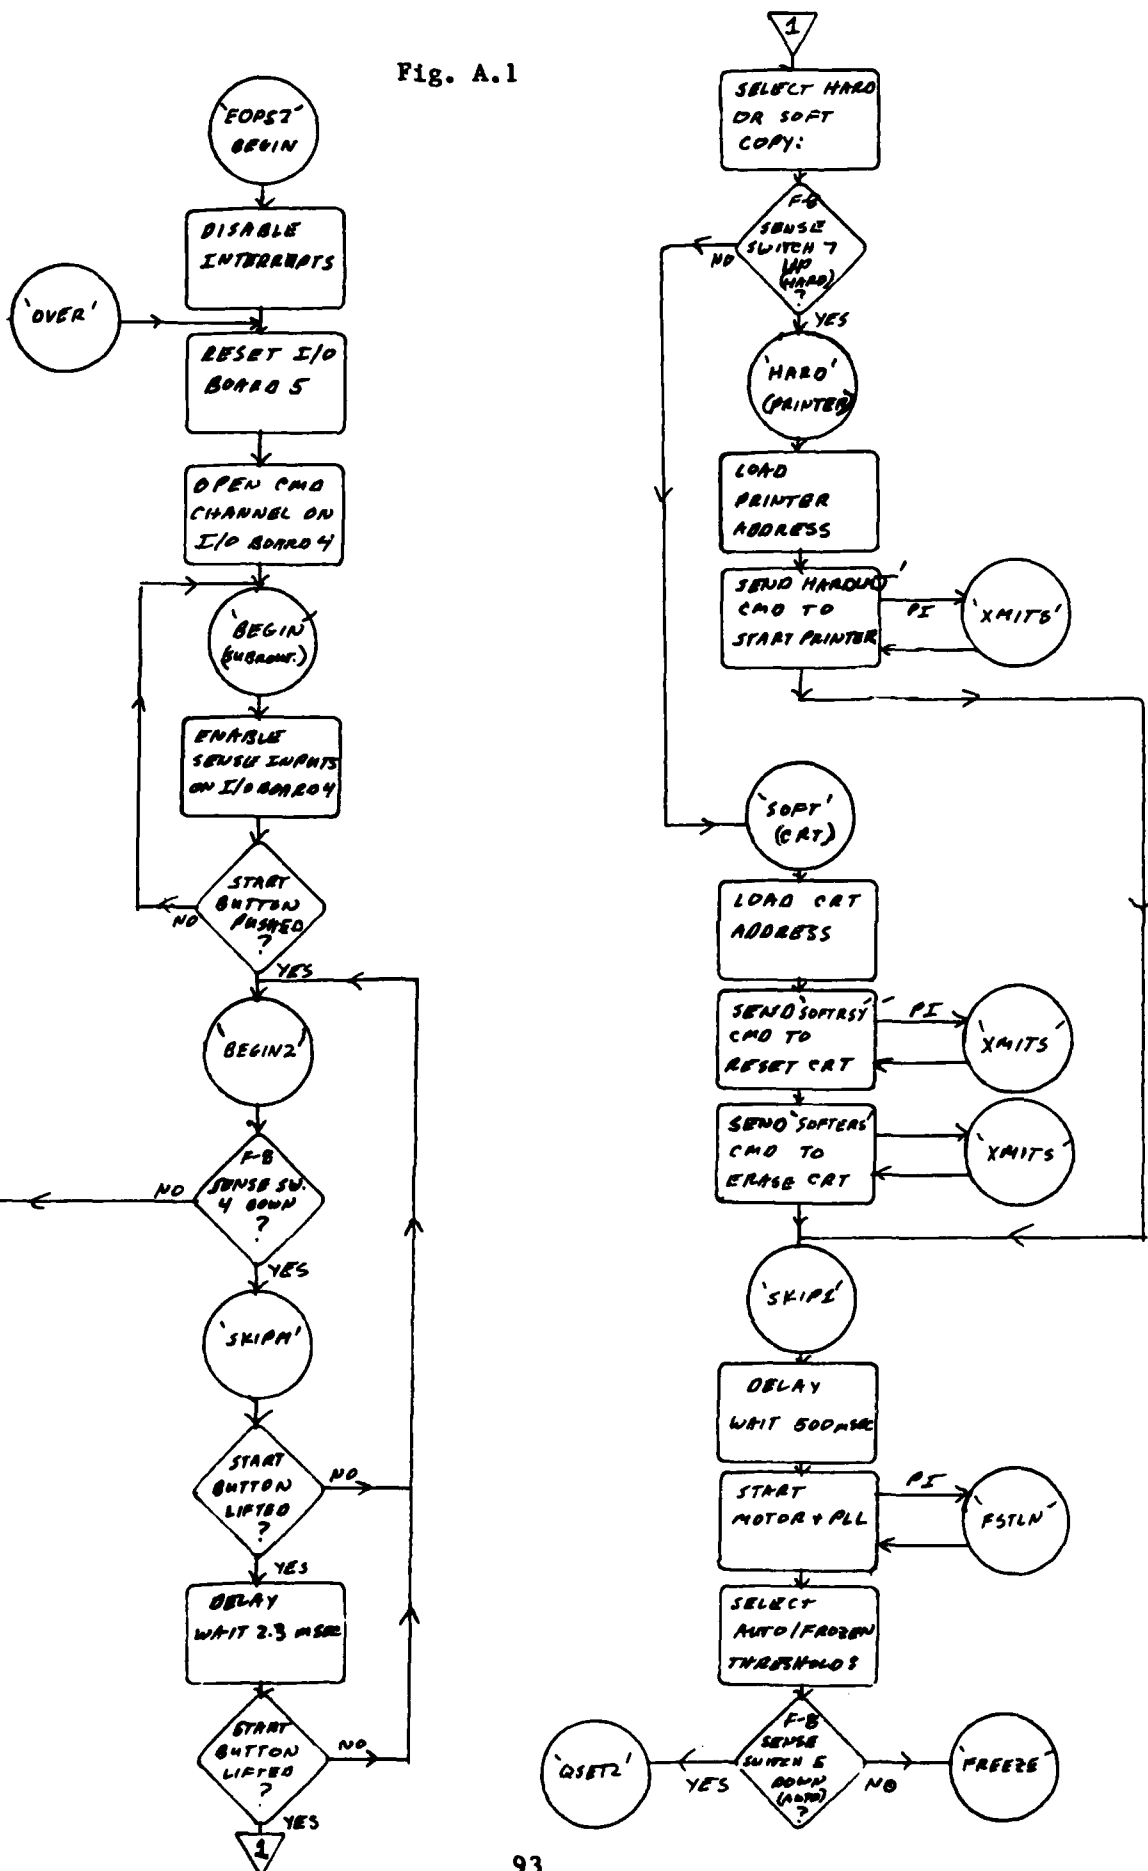 Fig. A.1
'EOPS2'
BEGIN
DISABLE
INTERRUPTS
'OVER'
RESET I/O
BOARD 5
OPEN CMD
CHANNEL ON
I/O BOARD 4
'BEGIN'
(SUBROUT.)
ENABLE
SENSE INPUTS
ON I/O BOARD 4
START
BUTTON
PUSHED
?
NO
YES
'BEGIN2'
F-8
SENSE SW.
4 DOWN
?
NO
YES
'SKIPM'
START
BUTTON
LIFTED
?
NO
YES
DELAY
WAIT 2.3 MSEC
START
BUTTON
LIFTED
?
NO
YES
1
1
SELECT HARD
OR SOFT
COPY:
F-8
SENSE
SWITCH 7
UP
(HARD)
?
NO
YES
'HARD'
(PRINTER)
LOAD
PRINTER
ADDRESS
SEND
CMD TO
START PRINTER
PI
'XMITS'
'SOFT'
(CRT)
LOAD CRT
ADDRESS
SEND 'SOFTRSY'
CMD TO
RESET CRT
PI
'XMITS'
SEND 'SOFTERS'
CMD TO
ERASE CRT
'XMITS'
'SKIP1'
DELAY
WAIT 500 MSEC
START
MOTOR + PLL
PI
'FSTLN'
SELECT
AUTO/FROZEN
THRESHOLDS
F-8
SENSE
SWITCH 5
DOWN
(AUTO)
?
YES
'QSET2'
NO
'FREEZE'
93